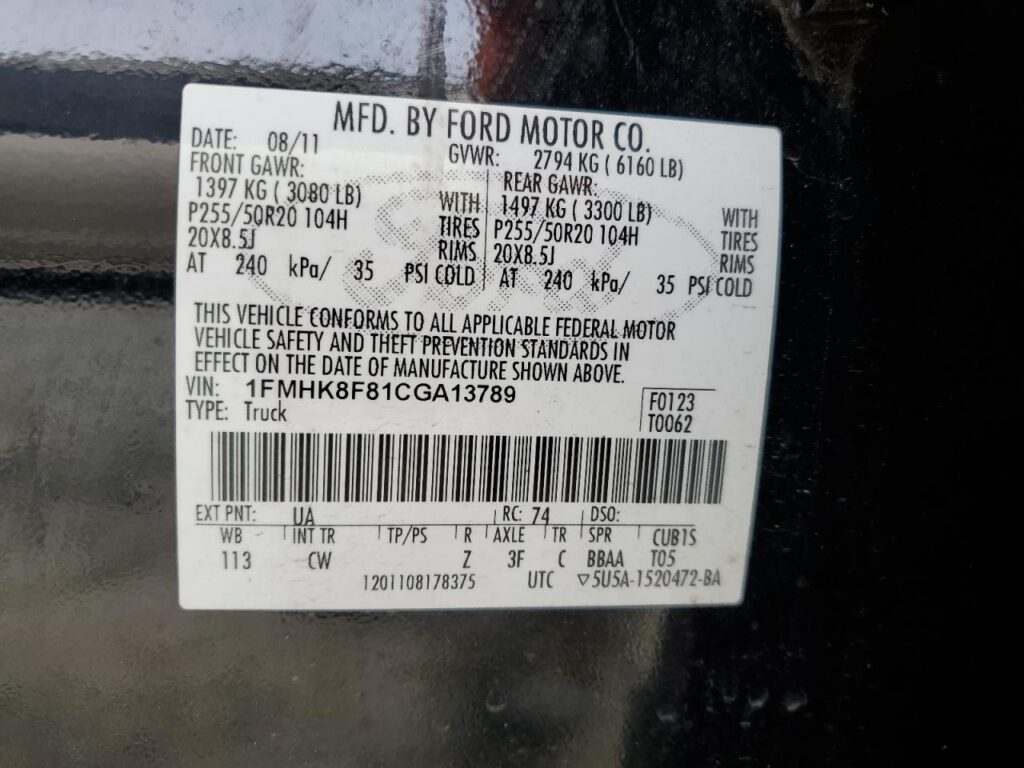 MFD. BY FORD MOTOR CO.
DATE: 08/11 GVWR: 2794 KG ( 6160 LB)
FRONT GAWR: REAR GAWR:
1397 KG ( 3080 LB) WITH 1497 KG ( 3300 LB) WITH
P255/50R20 104H TIRES P255/50R20 104H TIRES
20X8.5J RIMS 20X8.5J RIMS
AT 240 kPa/ 35 PSI COLD AT 240 kPa/ 35 PSI COLD
THIS VEHICLE CONFORMS TO ALL APPLICABLE FEDERAL MOTOR
VEHICLE SAFETY AND THEFT PREVENTION STANDARDS IN
EFFECT ON THE DATE OF MANUFACTURE SHOWN ABOVE.
VIN: 1FMHK8F81CGA13789
TYPE: Truck
F0123
T0062
EXT PNT: UA RC: 74 DSO:
WB INT TR TP/PS R AXLE TR SPR CUB1S
113 CW Z 3F C BBAA T05
1201108178375 UTC ▽5U5A-1520472-BA